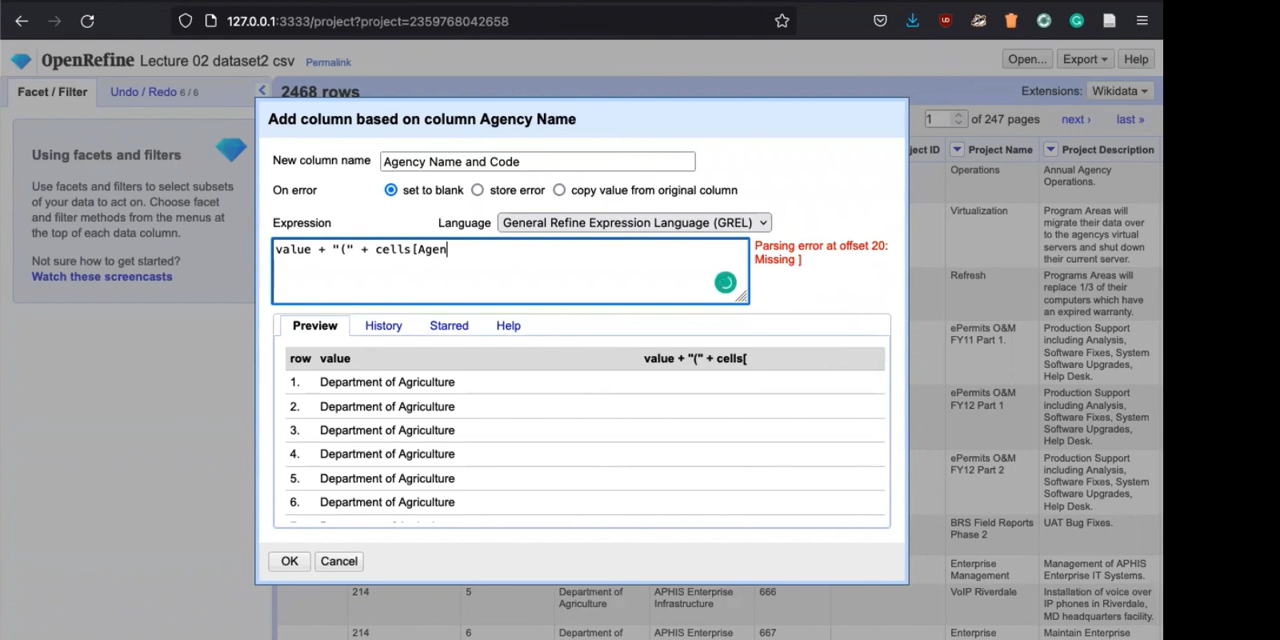 127.0.0.1:3333/project?project=2359768042658
OpenRefine Lecture 02 dataset2 csv Permalink
Open... Export Help
Facet / Filter Undo / Redo 6 / 6
2468 rows
Extensions: Wikidata
1 of 247 pages next › last »
Using facets and filters
Use facets and filters to select subsets
of your data to act on. Choose facet
and filter methods from the menus at
the top of each data column.
Not sure how to get started?
Watch these screencasts
Add column based on column Agency Name
New column name Agency Name and Code
On error set to blank store error copy value from original column
Expression Language General Refine Expression Language (GREL)
value + "(" + cells[Agen
Parsing error at offset 20:
Missing ]
Preview History Starred Help
row value value + "(" + cells[
1. Department of Agriculture
2. Department of Agriculture
3. Department of Agriculture
4. Department of Agriculture
5. Department of Agriculture
6. Department of Agriculture
OK Cancel
ject ID Project Name Project Description
Operations Annual Agency
Operations.
Virtualization Program Areas will
migrate their data over
to the agencys virtual
servers and shut down
their current server.
Refresh Programs Areas will
replace 1/3 of their
computers which have
an expired warranty.
ePermits O&M Production Support
FY11 Part 1. including Analysis,
Software Fixes, System
Software Upgrades,
Help Desk.
ePermits O&M Production Support
FY12 Part 1 including Analysis,
Software Fixes, System
Software Upgrades,
Help Desk.
ePermits O&M Production Support
FY12 Part 2 including Analysis,
Software Fixes, System
Software Upgrades,
Help Desk.
BRS Field Reports UAT Bug Fixes.
Phase 2
Enterprise Management of APHIS
Management Enterprise IT Systems.
214 5 Department of APHIS Enterprise 666 VoIP Riverdale Installation of voice over
Agriculture Infrastructure IP phones in Riverdale,
MD headquarters facility.
214 6 Department of APHIS Enterprise 667 Enterprise Maintain Enterprise